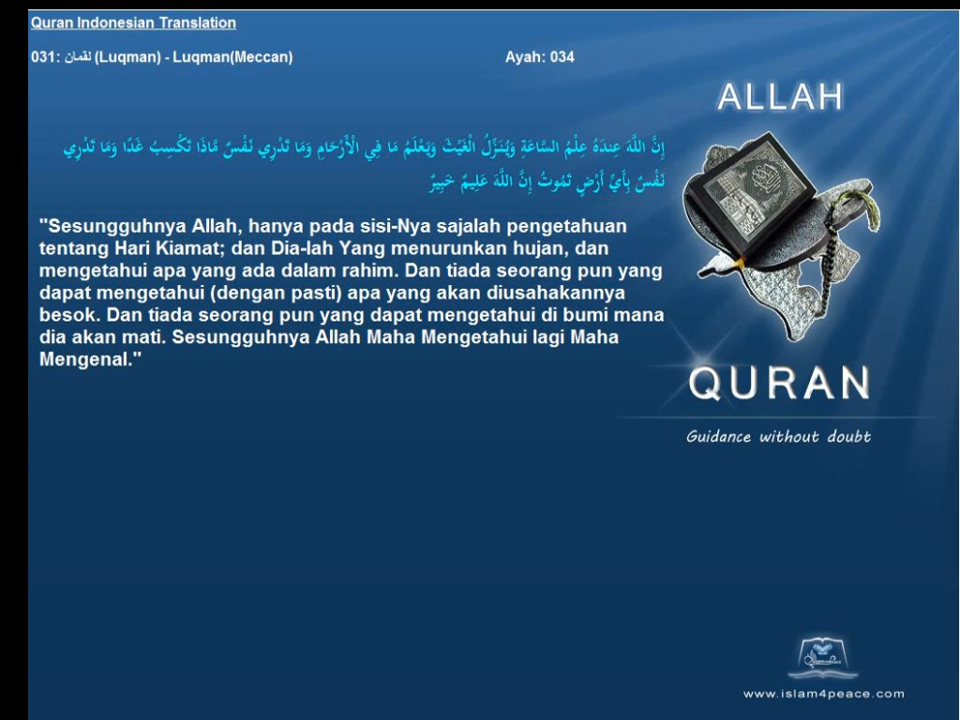 Quran Indonesian Translation
031: لقمان (Luqman) - Luqman(Meccan) Ayah: 034
ALLAH
إِنَّ اللَّهَ عِندَهُ عِلْمُ السَّاعَةِ وَيُنَزِّلُ الْغَيْثَ وَيَعْلَمُ مَا فِي الْأَرْحَامِ وَمَا تَدْرِي نَفْسٌ مَّاذَا تَكْسِبُ غَدًا وَمَا تَدْرِي
نَفْسٌ بِأَيِّ أَرْضٍ تَمُوتُ إِنَّ اللَّهَ عَلِيمٌ خَبِيرٌ
"Sesungguhnya Allah, hanya pada sisi-Nya sajalah pengetahuan
tentang Hari Kiamat; dan Dia-lah Yang menurunkan hujan, dan
mengetahui apa yang ada dalam rahim. Dan tiada seorang pun yang
dapat mengetahui (dengan pasti) apa yang akan diusahakannya
besok. Dan tiada seorang pun yang dapat mengetahui di bumi mana
dia akan mati. Sesungguhnya Allah Maha Mengetahui lagi Maha
Mengenal."
QURAN
Guidance without doubt
www.islam4peace.com